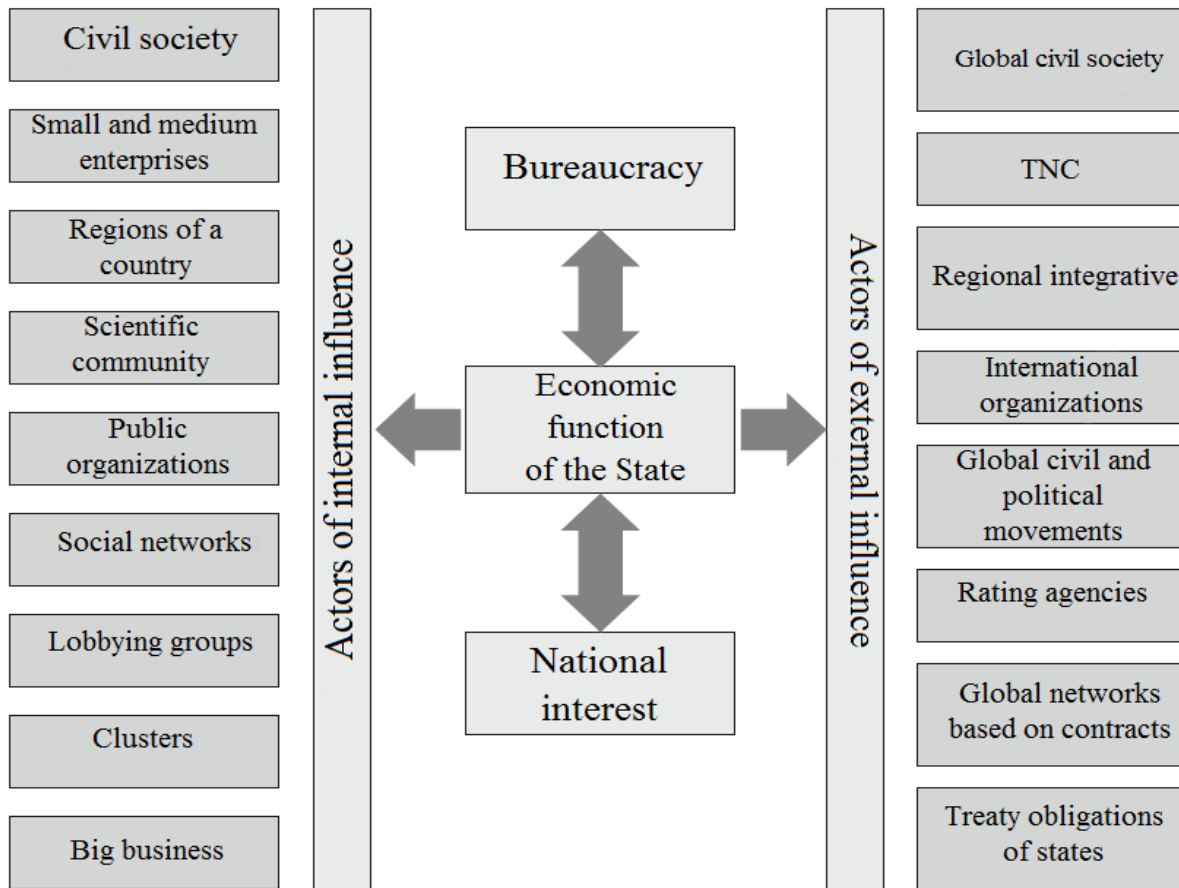 Civil society
Small and medium
enterprises
Regions of a
country
Scientific
community
Public
organizations
Social networks
Lobbying groups
Clusters
Big business
Actors of internal influence
Bureaucracy
Economic
function
of the State
National
interest
Actors of external influence
Global civil society
TNC
Regional integrative
International
organizations
Global civil and
political
movements
Rating agencies
Global networks
based on contracts
Treaty obligations
of states